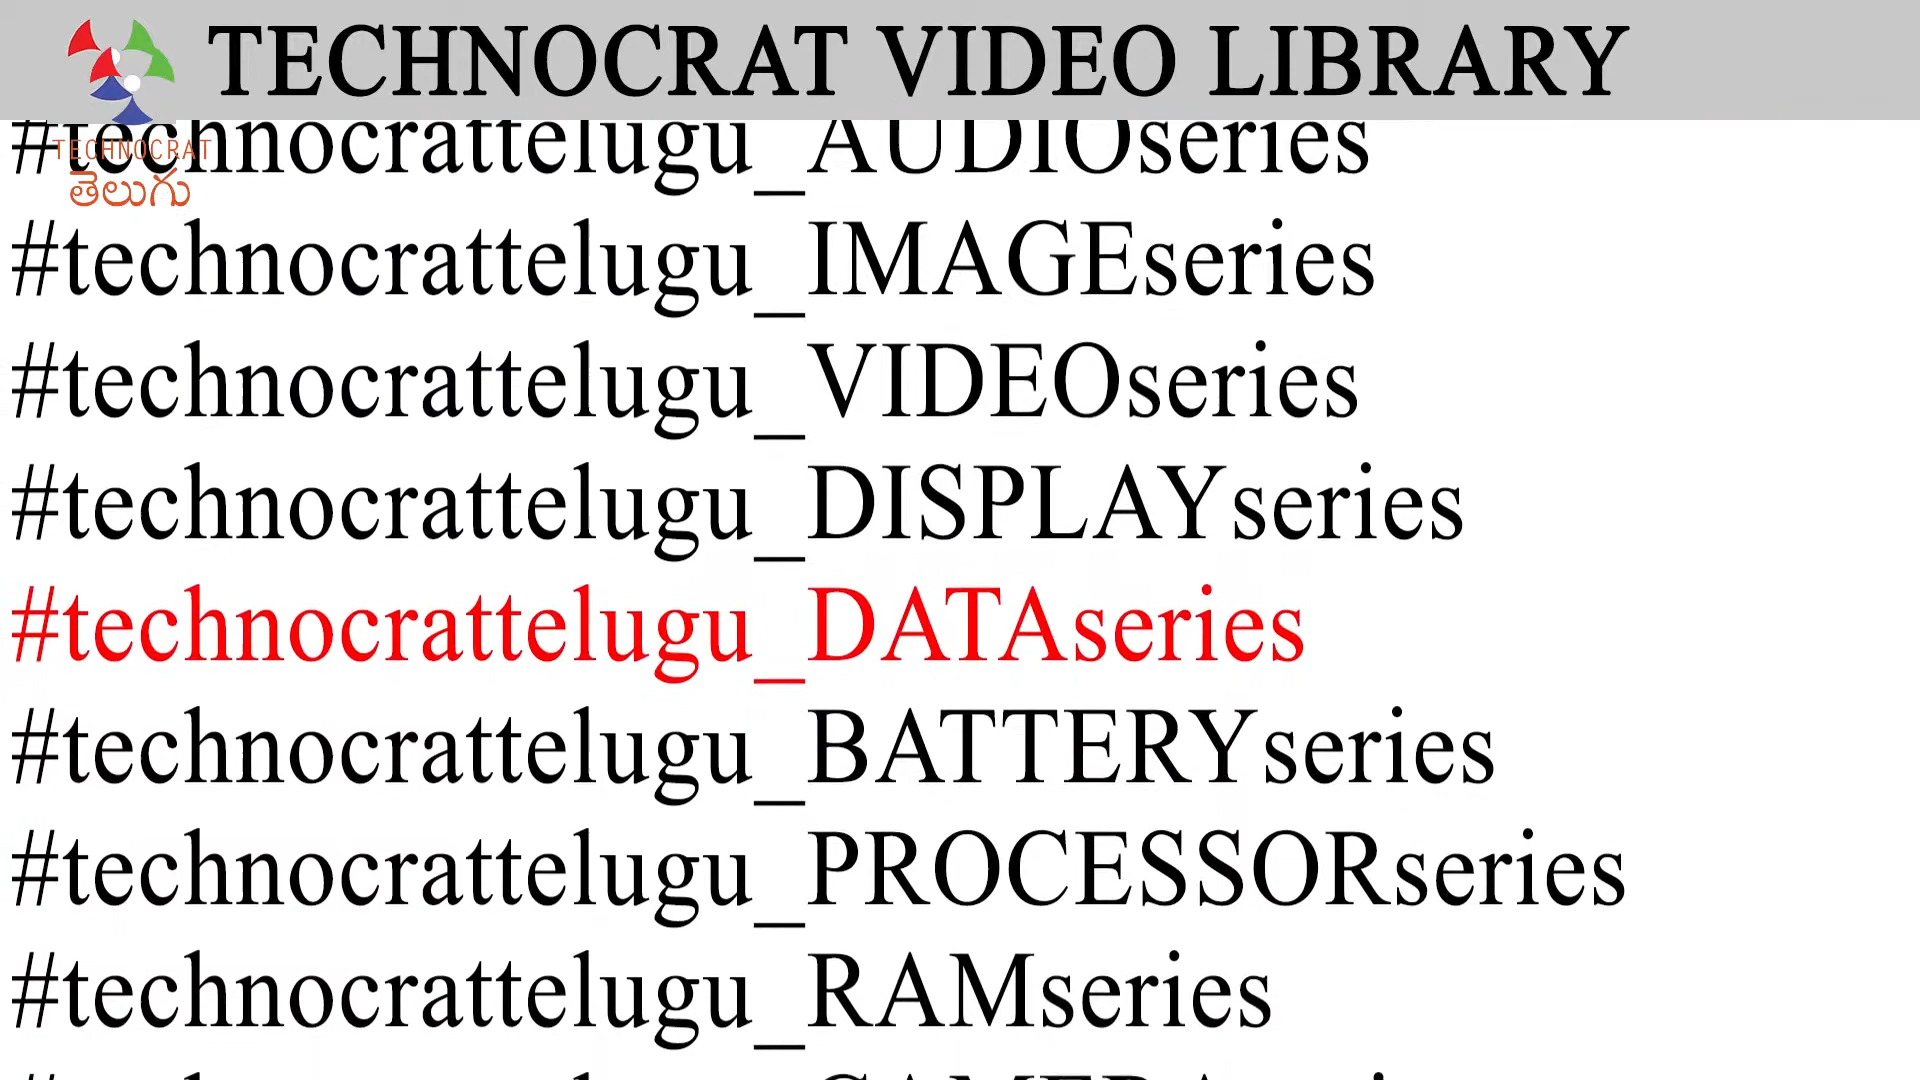 TECHNOCRAT VIDEO LIBRARY
#technocrattelugu_AUDIOseries
TECHNOCRAT
తెలుగు
#technocrattelugu_IMAGEseries
#technocrattelugu_VIDEOseries
#technocrattelugu_DISPLAYseries
#technocrattelugu_DATAseries
#technocrattelugu_BATTERYseries
#technocrattelugu_PROCESSORseries
#technocrattelugu_RAMseries